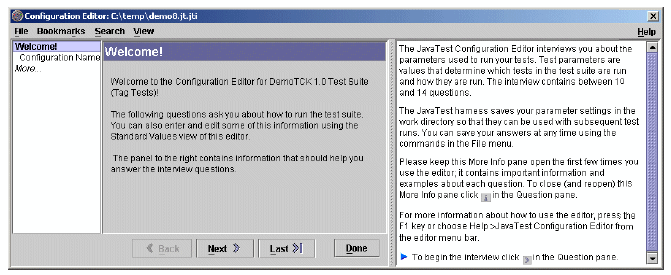 Configuration Editor: C:\temp\demo8.jt.jti
File Bookmarks Search View Help
Welcome!
Configuration Name
More...
Welcome!
Welcome to the Configuration Editor for DemoTCK 1.0 Test Suite
(Tag Tests)!
The following questions ask you about how to run the test suite.
You can also enter and edit some of this information using the
Standard Values view of this editor.
The panel to the right contains information that should help you
answer the interview questions.
Back Next Last Done
The JavaTest Configuration Editor interviews you about the
parameters used to run your tests. Test parameters are
values that determine which tests in the test suite are run
and how they are run. The interview contains between 10
and 14 questions.
The JavaTest harness saves your parameter settings in the
work directory so that they can be used with subsequent test
runs. You can save your answers at any time using the
commands in the File menu.
Please keep this More Info pane open the first few times you
use the editor; it contains important information and
examples about each question. To close (and reopen) this
More Info pane click i in the Question pane.
For more information about how to use the editor, press the
F1 key or choose Help >JavaTest Configuration Editor from
the editor menu bar.
To begin the interview click in the Question pane.